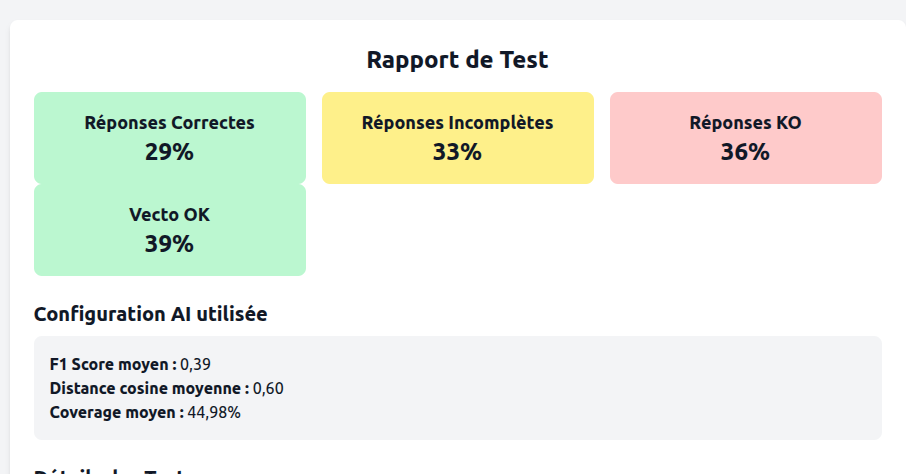 Rapport de Test
Réponses Correctes
29%
Réponses Incomplètes
33%
Réponses KO
36%
Vecto OK
39%
Configuration AI utilisée
F1 Score moyen : 0,39
Distance cosine moyenne : 0,60
Coverage moyen : 44,98%